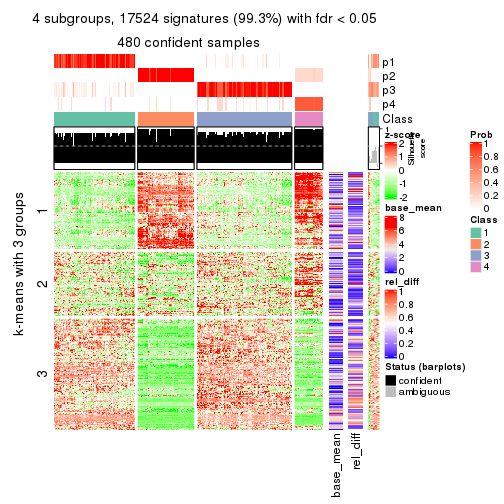 4 subgroups, 17524 signatures (99.3%) with fdr < 0.05
480 confident samples
p1
p2
p3
p4
Class
1
Silhouette
score
k-means with 3 groups
1
2
3
base_mean
rel_diff
z-score
2
1
0
-1
-2
base_mean
8
6
4
2
0
rel_diff
1
0.8
0.6
0.4
0.2
0
Status (barplots)
confident
ambiguous
Prob
1
0.8
0.6
0.4
0.2
0
Class
1
2
3
4